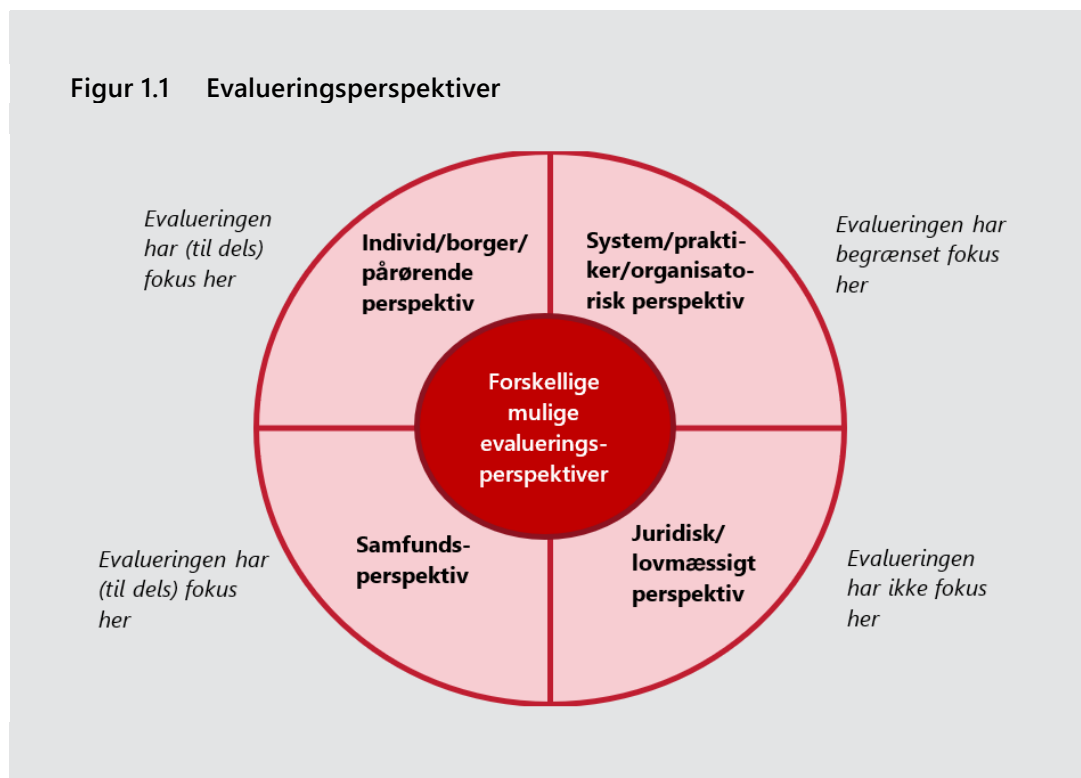 Figur 1.1 Evalueringsperspektiver
Evalueringen
har (til dels)
fokus her
Individ/borger/
pårørende
perspektiv
System/prakti-
ker/organisato-
risk perspektiv
Evalueringen har
begrænset fokus
her
Forskellige
mulige
evaluerings-
perspektiver
Evalueringen har
(til dels) fokus
her
Samfunds-
perspektiv
Juridisk/
lovmæssigt
perspektiv
Evalueringen
har ikke fokus
her